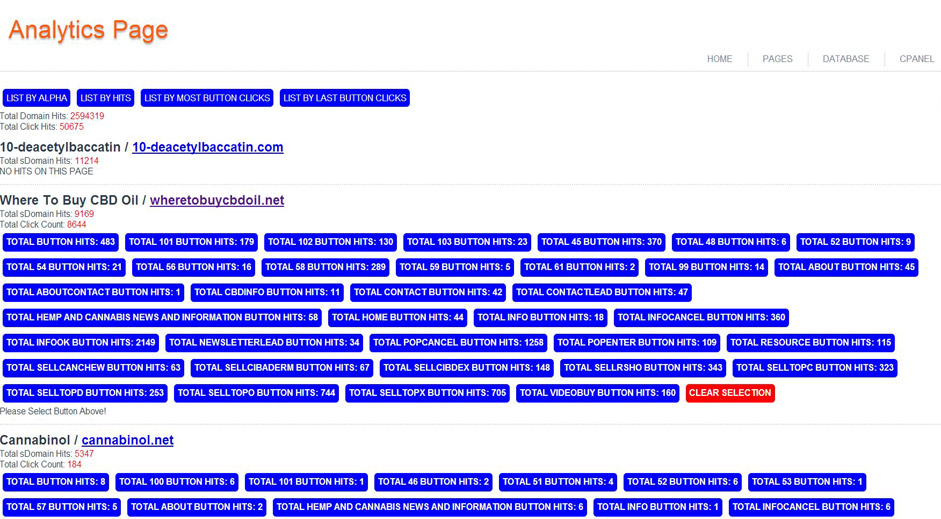 Analytics Page
HOME PAGES DATABASE CPANEL
LIST BY ALPHA LIST BY HITS LIST BY MOST BUTTON CLICKS LIST BY LAST BUTTON CLICKS
Total Domain Hits: 2594319
Total Click Hits: 50675
10-deacetylbaccatin / 10-deacetylbaccatin.com
Total sDomain Hits: 11214
NO HITS ON THIS PAGE
Where To Buy CBD Oil / wheretobuycbdoil.net
Total sDomain Hits: 9169
Total Click Count: 8644
TOTAL BUTTON HITS: 483 TOTAL 101 BUTTON HITS: 179 TOTAL 102 BUTTON HITS: 130 TOTAL 103 BUTTON HITS: 23 TOTAL 45 BUTTON HITS: 370 TOTAL 48 BUTTON HITS: 6 TOTAL 52 BUTTON HITS: 9
TOTAL 54 BUTTON HITS: 21 TOTAL 56 BUTTON HITS: 16 TOTAL 58 BUTTON HITS: 289 TOTAL 59 BUTTON HITS: 5 TOTAL 61 BUTTON HITS: 2 TOTAL 99 BUTTON HITS: 14 TOTAL ABOUT BUTTON HITS: 45
TOTAL ABOUTCONTACT BUTTON HITS: 1 TOTAL CBDINFO BUTTON HITS: 11 TOTAL CONTACT BUTTON HITS: 42 TOTAL CONTACTLEAD BUTTON HITS: 47
TOTAL HEMP AND CANNABIS NEWS AND INFORMATION BUTTON HITS: 58 TOTAL HOME BUTTON HITS: 44 TOTAL INFO BUTTON HITS: 18 TOTAL INFOCANCEL BUTTON HITS: 360
TOTAL INFOOK BUTTON HITS: 2149 TOTAL NEWSLETTERLEAD BUTTON HITS: 34 TOTAL POPCANCEL BUTTON HITS: 1258 TOTAL POPENTER BUTTON HITS: 109 TOTAL RESOURCE BUTTON HITS: 115
TOTAL SELLCANCHEW BUTTON HITS: 63 TOTAL SELLCIBADERM BUTTON HITS: 67 TOTAL SELLCIBDEX BUTTON HITS: 148 TOTAL SELLRSHO BUTTON HITS: 343 TOTAL SELLTOPC BUTTON HITS: 323
TOTAL SELLTOPD BUTTON HITS: 253 TOTAL SELLTOPO BUTTON HITS: 744 TOTAL SELLTOPX BUTTON HITS: 705 TOTAL VIDEOBUY BUTTON HITS: 160 CLEAR SELECTION
Please Select Button Above!
Cannabinol / cannabinol.net
Total sDomain Hits: 5347
Total Click Count: 184
TOTAL BUTTON HITS: 8 TOTAL 100 BUTTON HITS: 6 TOTAL 101 BUTTON HITS: 1 TOTAL 46 BUTTON HITS: 2 TOTAL 51 BUTTON HITS: 4 TOTAL 52 BUTTON HITS: 6 TOTAL 53 BUTTON HITS: 1
TOTAL 57 BUTTON HITS: 5 TOTAL ABOUT BUTTON HITS: 2 TOTAL HEMP AND CANNABIS NEWS AND INFORMATION BUTTON HITS: 6 TOTAL INFO BUTTON HITS: 1 TOTAL INFOCANCEL BUTTON HITS: 6